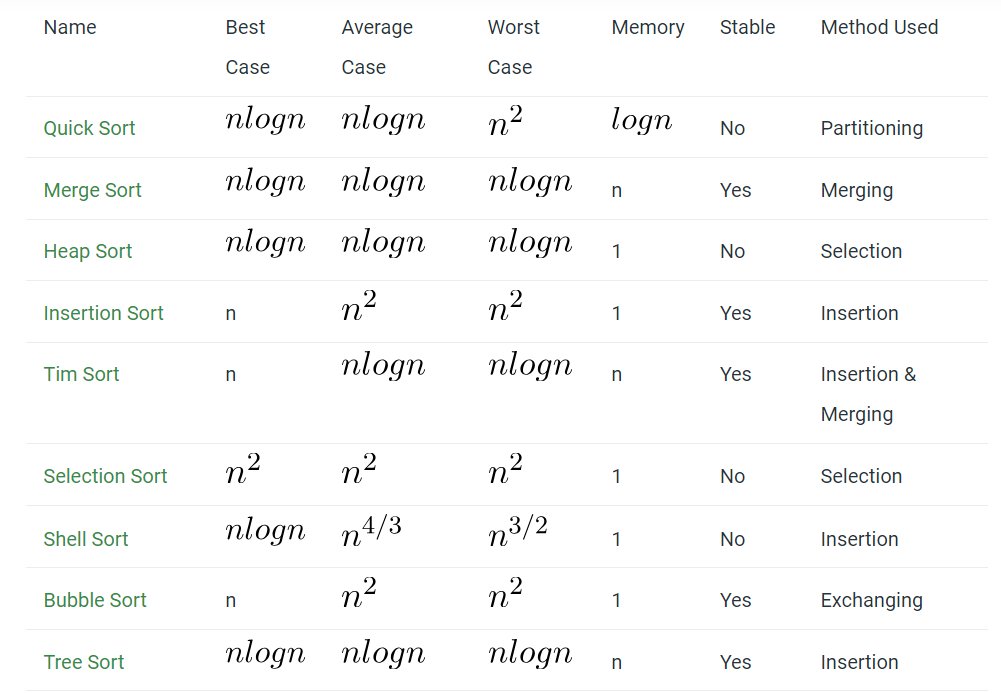 Name Best Case Average Case Worst Case Memory Stable Method Used
Quick Sort nlogn nlogn n^2 logn No Partitioning
Merge Sort nlogn nlogn nlogn n Yes Merging
Heap Sort nlogn nlogn nlogn 1 No Selection
Insertion Sort n n^2 n^2 1 Yes Insertion
Tim Sort n nlogn nlogn n Yes Insertion & Merging
Selection Sort n^2 n^2 n^2 1 No Selection
Shell Sort nlogn n^4/3 n^3/2 1 No Insertion
Bubble Sort n n^2 n^2 1 Yes Exchanging
Tree Sort nlogn nlogn nlogn n Yes Insertion